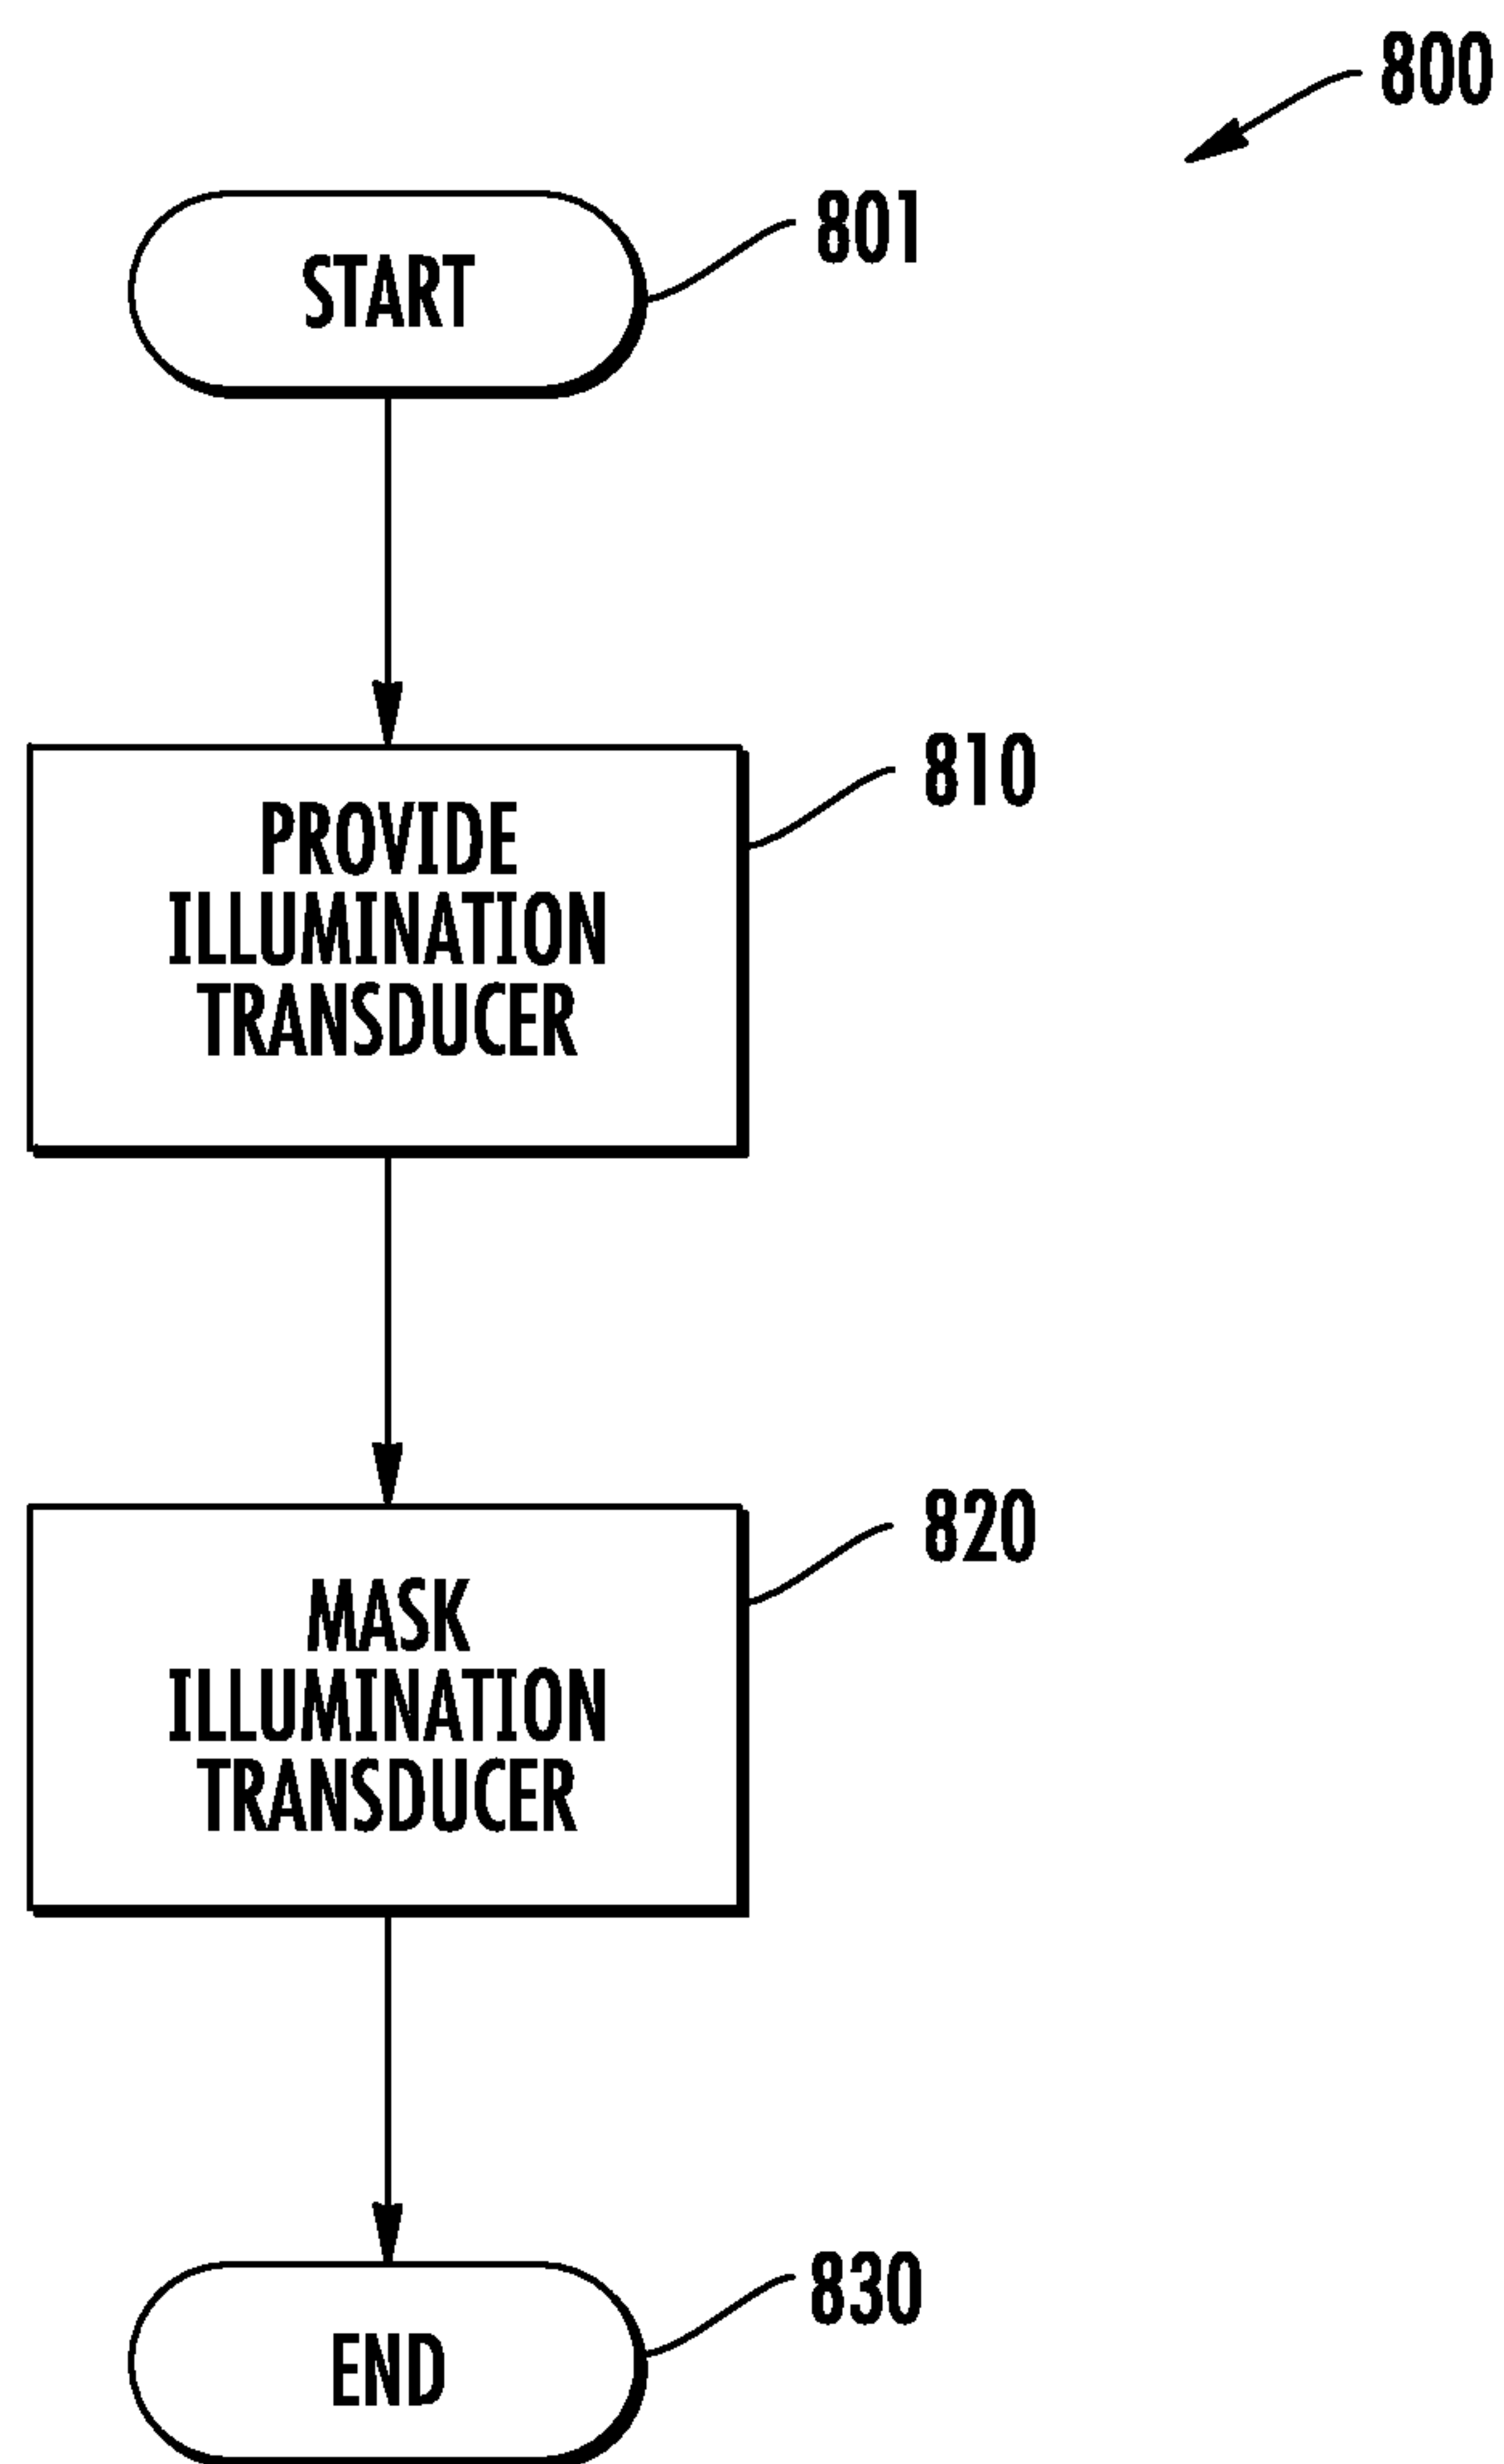 800
START
801
PROVIDE
ILLUMINATION
TRANSDUCER
810
MASK
ILLUMINATION
TRANSDUCER
820
END
830